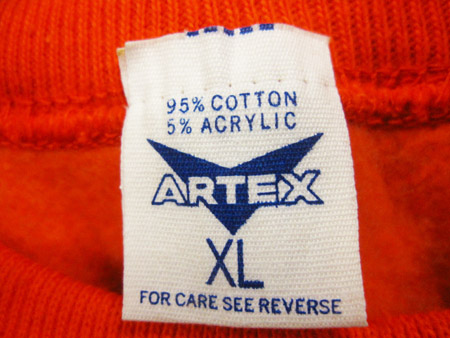 95% COTTON
5% ACRYLIC
ARTEX
XL
FOR CARE SEE REVERSE